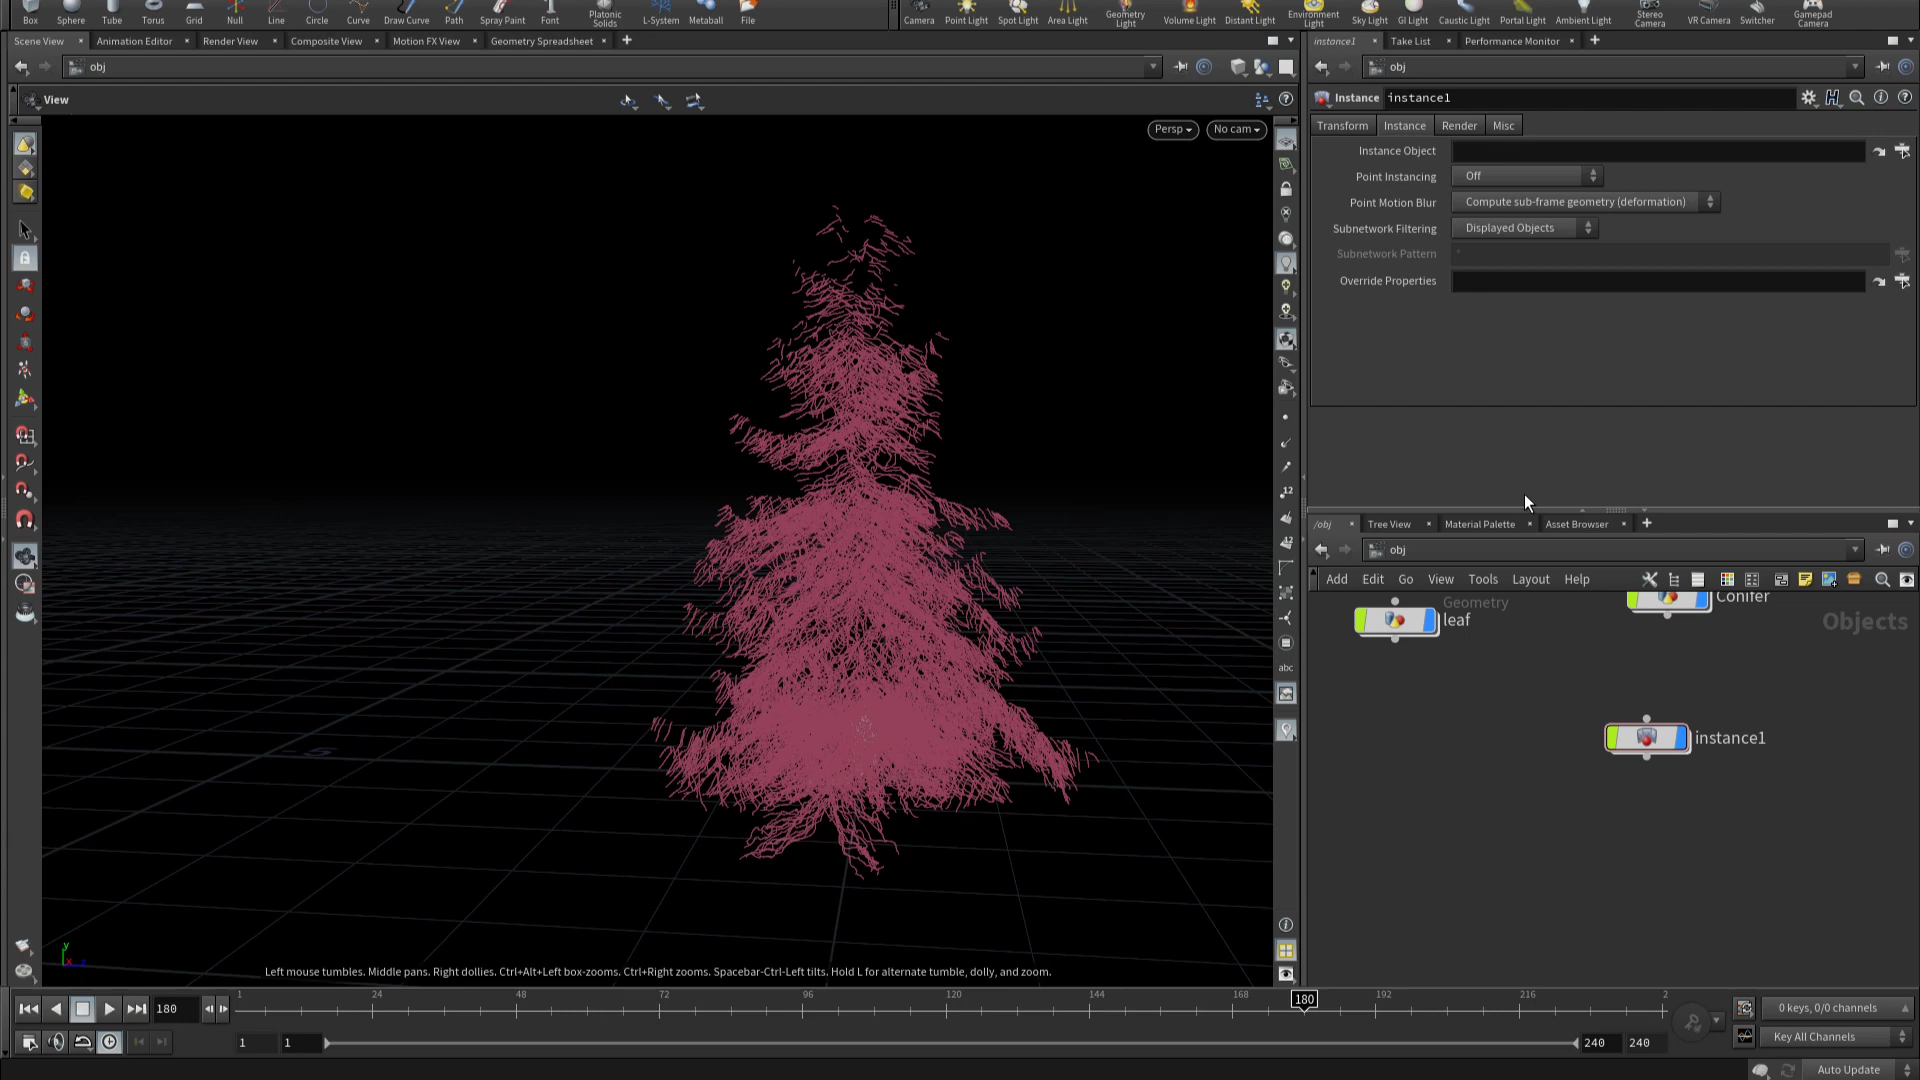 Box Sphere Tube Torus Grid Null Line Circle Curve Draw Curve Path Spray Paint Font Platonic Solids L-System Metaball File
Camera Point Light Spot Light Area Light Geometry Light Volume Light Distant Light Environment Light Sky Light GI Light Caustic Light Portal Light Ambient Light Stereo Camera VR Camera Switcher Gamepad Camera
Scene View Animation Editor Render View Composite View Motion FX View Geometry Spreadsheet
instance1 Take List Performance Monitor
obj
obj
View
Instance instance1
Transform Instance Render Misc
Persp No cam
Instance Object
Point Instancing Off
Point Motion Blur Compute sub-frame geometry (deformation)
Subnetwork Filtering Displayed Objects
Subnetwork Pattern *
Override Properties
/obj Tree View Material Palette Asset Browser
obj
Add Edit Go View Tools Layout Help
Geometry
leaf
Conifer
Objects
instance1
12
12
abc
y
x
z
Left mouse tumbles. Middle pans. Right dollies. Ctrl+Alt+Left box-zooms. Ctrl+Right zooms. Spacebar-Ctrl-Left tilts. Hold L for alternate tumble, dolly, and zoom.
180 1 24 48 72 96 120 144 168 180 192 216 2
0 keys, 0/0 channels
1 1 240 240
Key All Channels
Auto Update